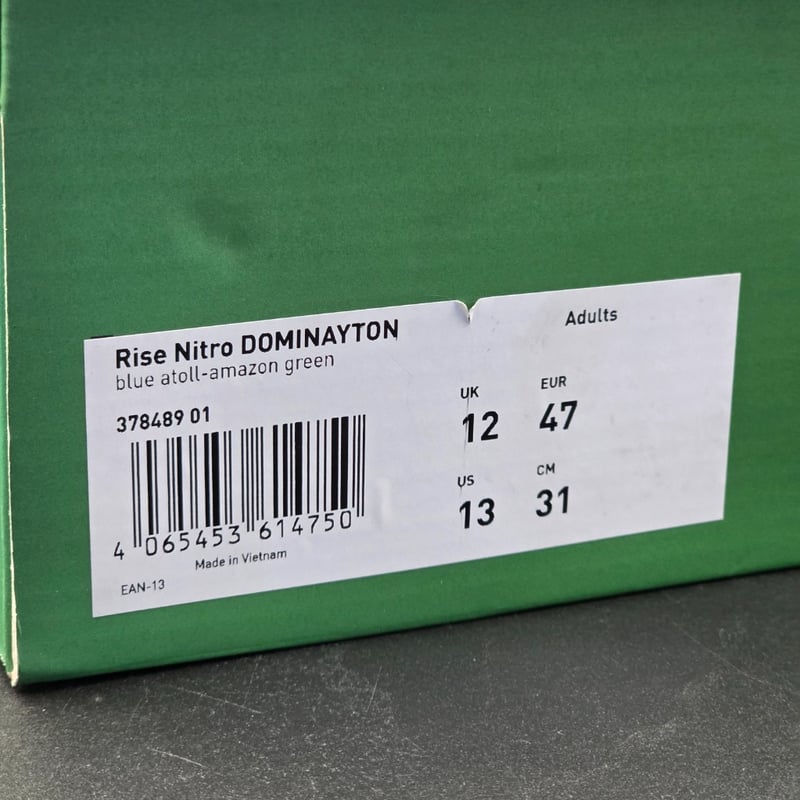 Rise Nitro DOMINAYTON
blue atoll-amazon green
378489 01
4 065453 614750
Made in Vietnam
EAN-13
Adults
UK EUR
12 47
US CM
13 31